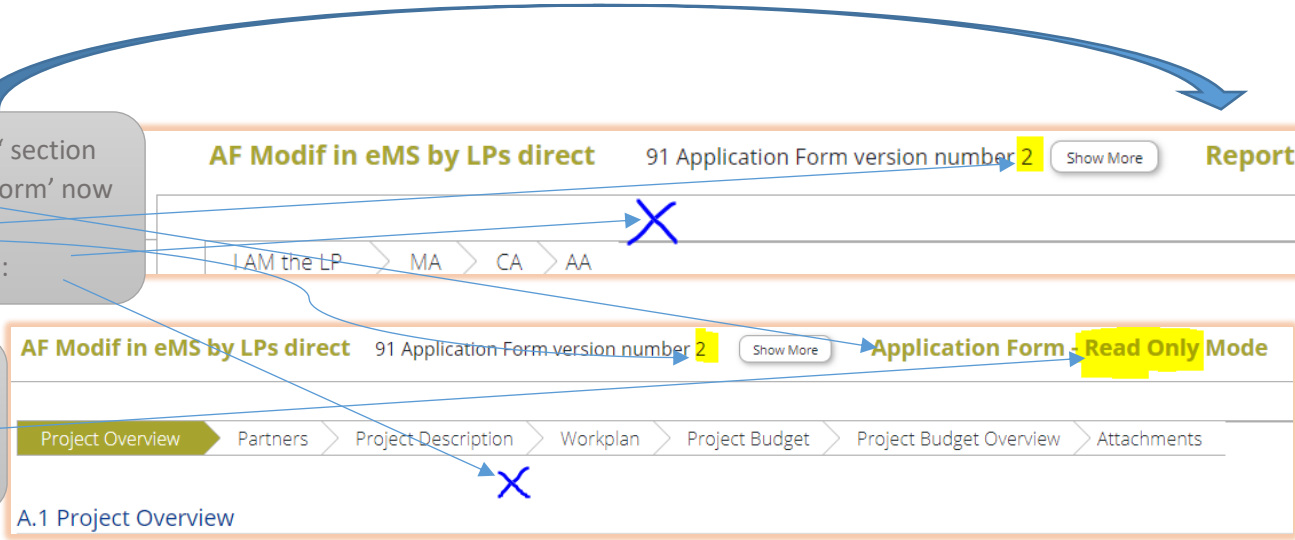 ' section
orm' now
:
AF Modif in eMS by LPs direct 91 Application Form version number 2 Show More Report
I AM the LP MA CA AA
AF Modif in eMS by LPs direct 91 Application Form version number 2 Show More Application Form - Read Only Mode
Project Overview Partners Project Description Workplan Project Budget Project Budget Overview Attachments
A.1 Project Overview